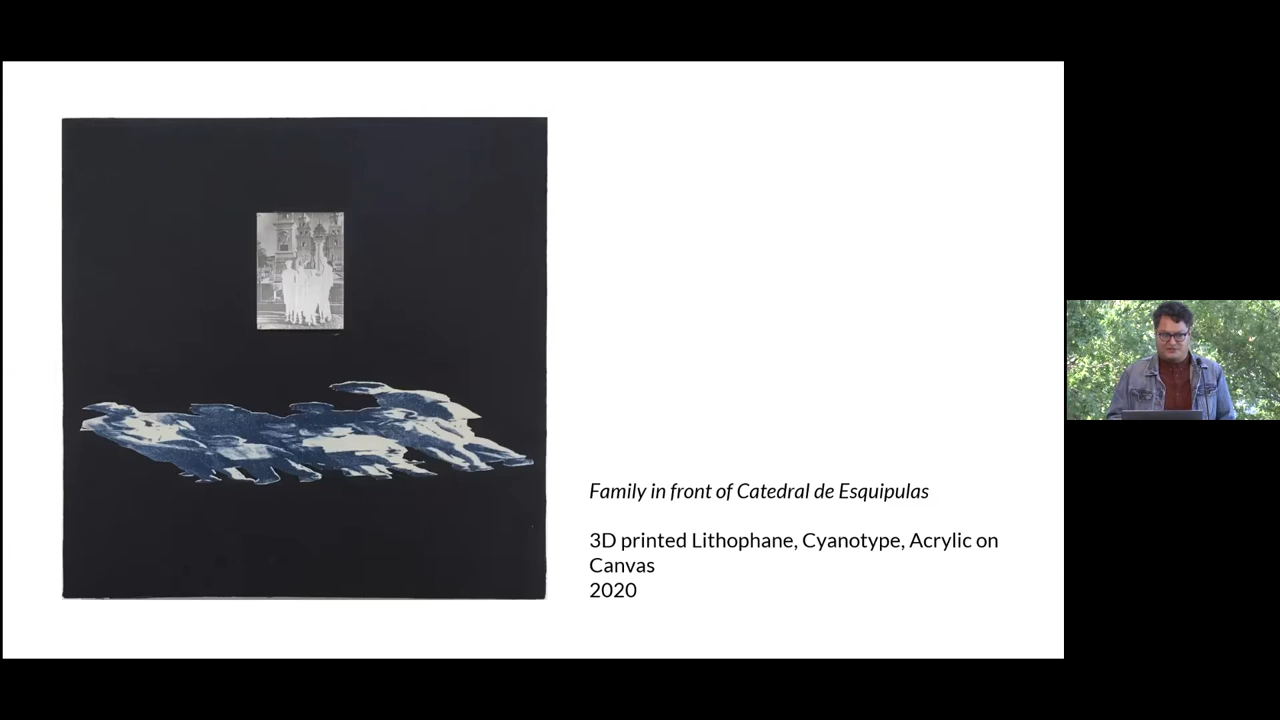 Family in front of Catedral de Esquipulas
3D printed Lithophane, Cyanotype, Acrylic on
Canvas
2020